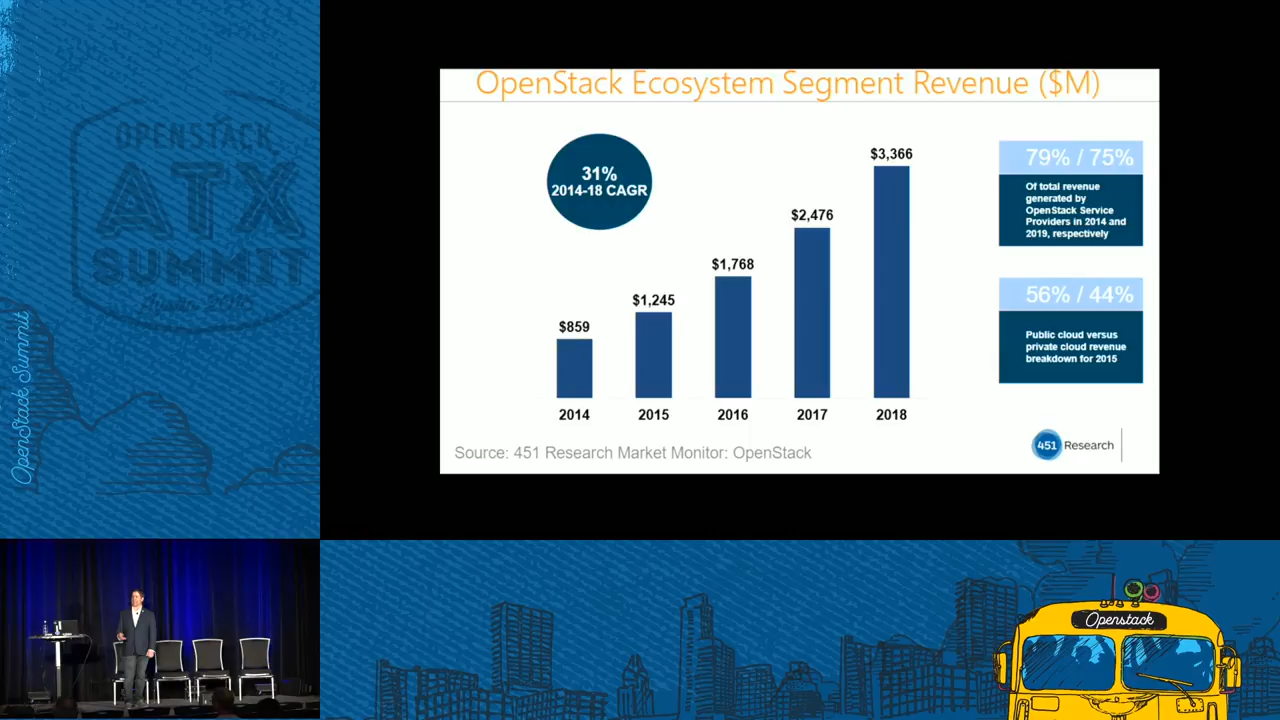 OpenStack Ecosystem Segment Revenue ($M)
31%
2014-18 CAGR
$859
$1,245
$1,768
$2,476
$3,366
2014
2015
2016
2017
2018
79% / 75%
Of total revenue
generated by
OpenStack Service
Providers in 2014 and
2019, respectively
56% / 44%
Public cloud versus
private cloud revenue
breakdown for 2015
Source: 451 Research Market Monitor: OpenStack
451 Research
OPENSTACK
ATX
SUMMIT
OpenStack Summit
Openstack